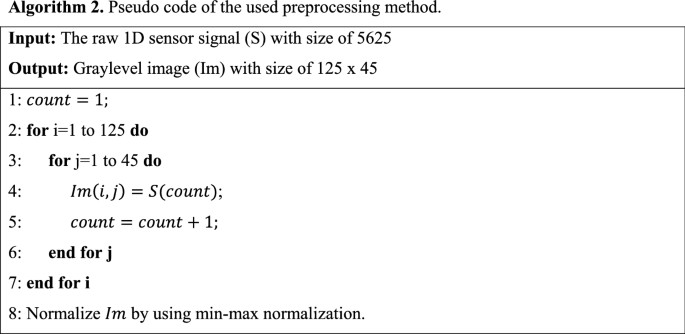 Algorithm 2. Pseudo code of the used preprocessing method.
Input: The raw 1D sensor signal (S) with size of 5625
Output: Graylevel image (Im) with size of 125 x 45
1: count = 1;
2: for i=1 to 125 do
3: for j=1 to 45 do
4: Im(i,j) = S(count);
5: count = count + 1;
6: end for j
7: end for i
8: Normalize Im by using min-max normalization.